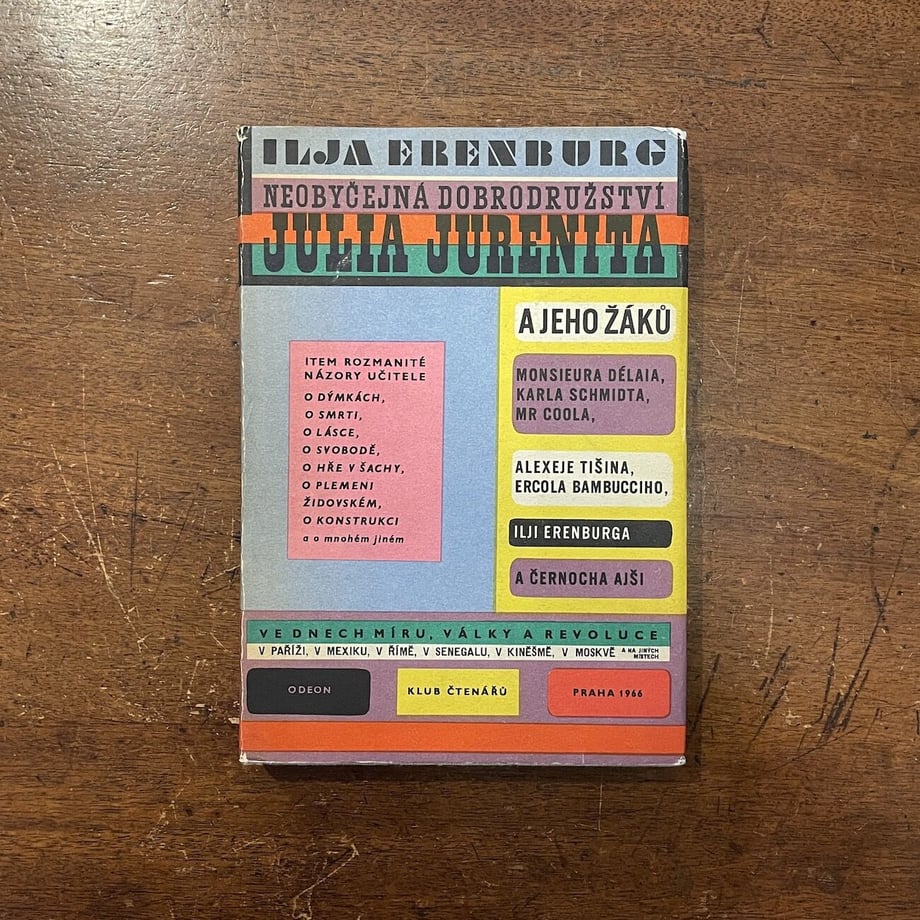 ILJA ERENBURG
NEOBYČEJNÁ DOBRODRUŽSTVÍ
JULIA JURENITA
A JEHO ŽÁKŮ
MONSIEURA DÉLAIA,
KARLA SCHMIDTA,
MR COOLA,
ALEXEJE TIŠINA,
ERCOLA BAMBUCCIHO,
ILJI ERENBURGA
A ČERNOCHA AJŠI
ITEM ROZMANITÉ
NÁZORY UČITELE
O DÝMKÁCH,
O SMRTI,
O LÁSCE,
O SVOBODĚ,
O HŘE V ŠACHY,
O PLEMENI
ŽIDOVSKÉM,
O KONSTRUKCI
a o mnohém jiném
VE DNECH MÍRU, VÁLKY A REVOLUCE
V PAŘÍŽI, V MEXIKU, V ŘÍMĚ, V SENEGALU, V KINĚŠMĚ, V MOSKVĚ A NA JINÝCH
MÍSTECH
ODEON
KLUB ČTENÁŘŮ
PRAHA 1966